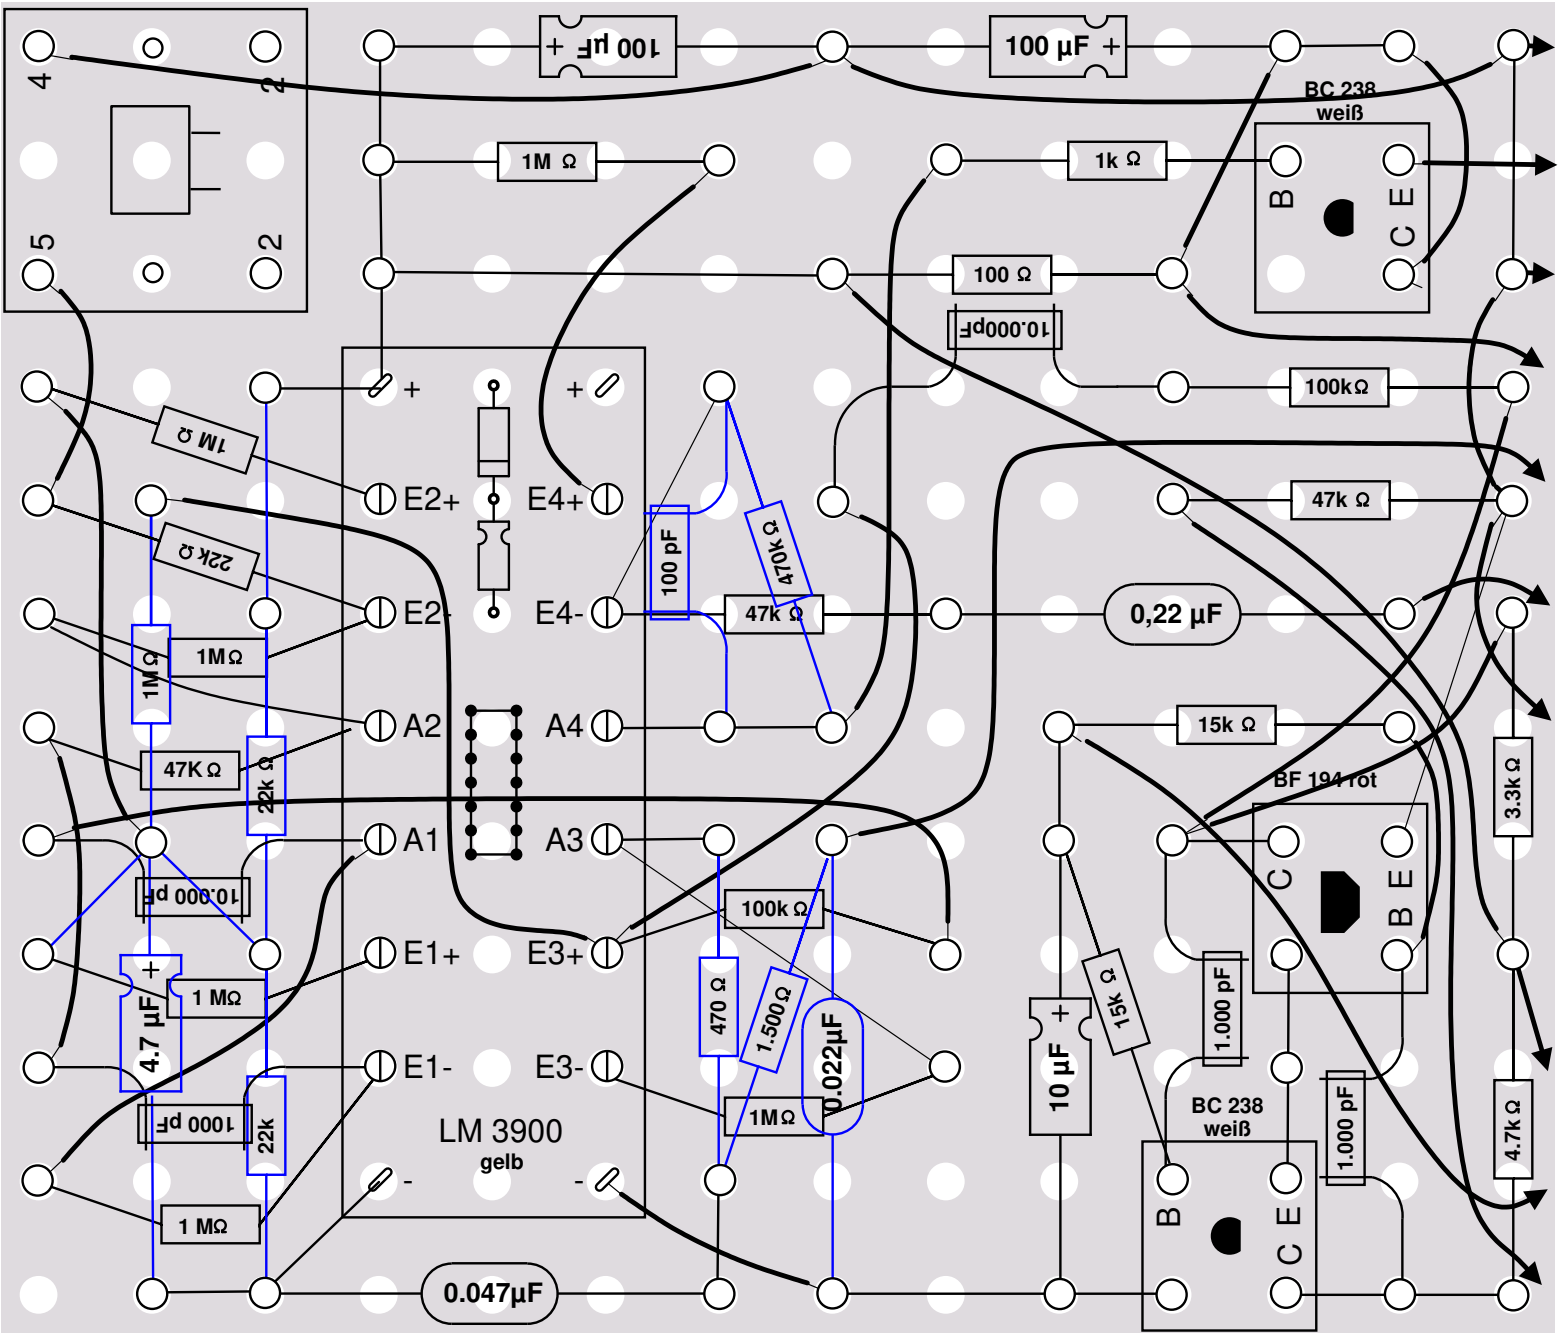 4
2
+ 100 µF
100 µF +
BC 238
weiß
1M Ω
1k Ω
B
E
C
5
2
100 Ω
10.000pF
+
+
100kΩ
1M Ω
E2+
E4+
47k Ω
22k Ω
100 pF
470k Ω
E2-
E4-
47k Ω
0,22 µF
1M Ω
1M Ω
A2
A4
15k Ω
47K Ω
22k Ω
BF 194 rot
3.3k Ω
A1
A3
C
E
B
10.000 pF
100k Ω
E1+
E3+
+
4.7 µF
1 MΩ
470 Ω
1.500 Ω
0.022µF
+
10 µF
15k Ω
1.000 pF
E1-
E3-
1000 pF
22k
1M Ω
BC 238
weiß
1.000 pF
4.7k Ω
LM 3900
gelb
-
-
1 MΩ
B
E
C
0.047µF